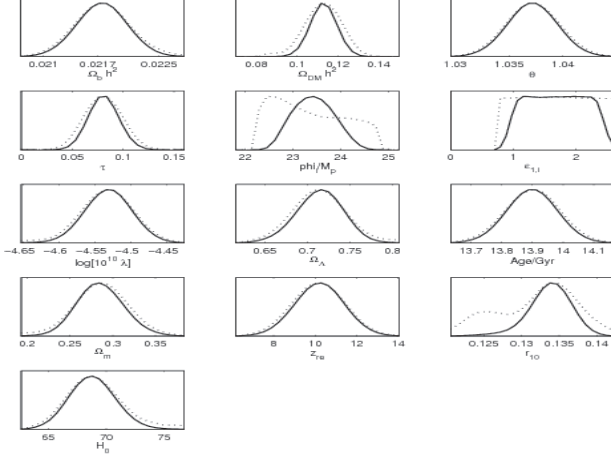 0.021 0.0217 0.0225
Ω_b h²
0.08 0.1 0.12 0.14
Ω_DM h²
1.03 1.035 1.04
θ
0 0.05 0.1 0.15
τ
22 23 24 25
phi_i/M_p
0 1 2
ε_1,i
−4.65 −4.6 −4.55 −4.5 −4.45
log[10^10 λ]
0.65 0.7 0.75 0.8
Ω_Λ
13.7 13.8 13.9 14 14.1
Age/Gyr
0.2 0.25 0.3 0.35
Ω_m
8 10 12 14
z_re
0.125 0.13 0.135 0.14
r_10
65 70 75
H_0